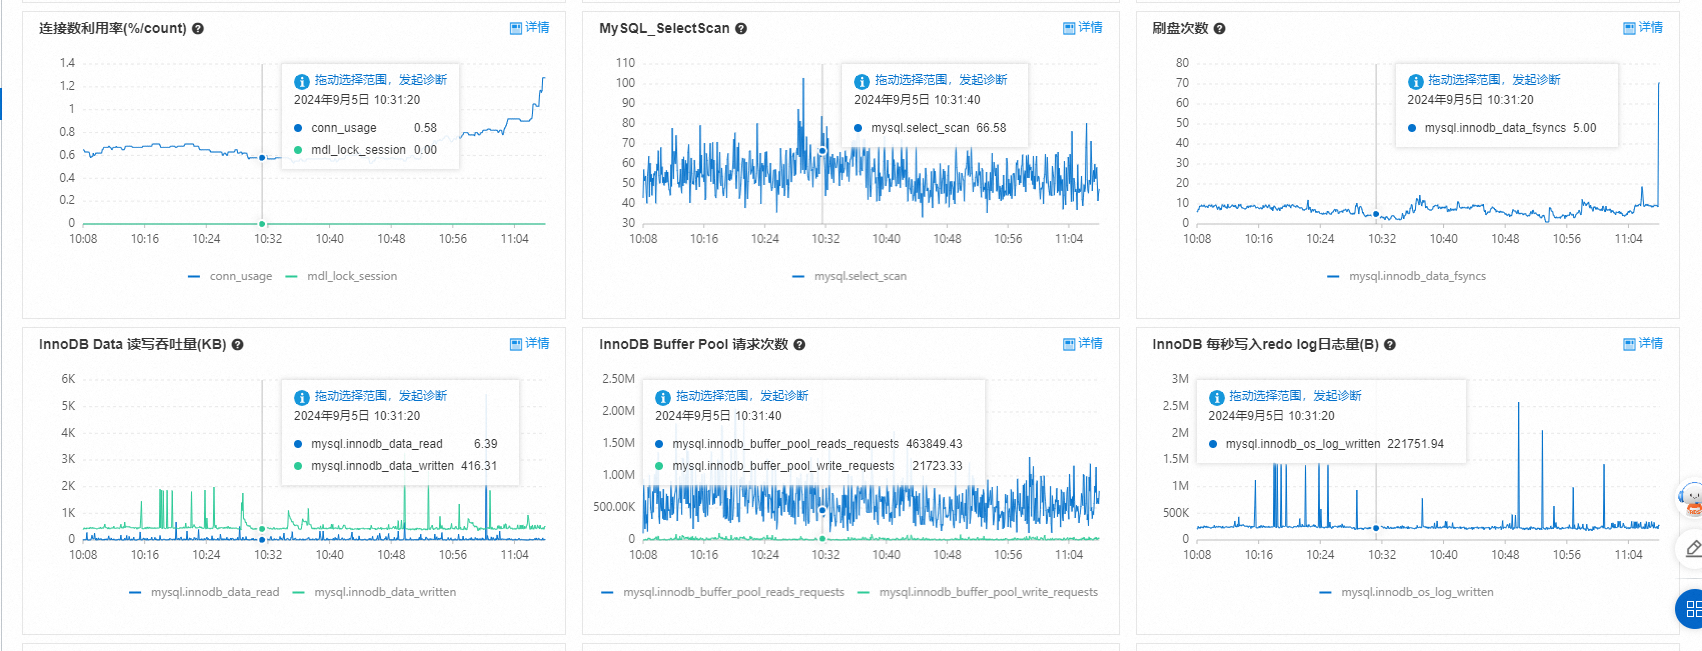 连接数利用率(%/count)
详情
1.4
1.2
1
0.8
0.6
0.4
0.2
0
拖动选择范围，发起诊断
2024年9月5日 10:31:20
conn_usage 0.58
mdl_lock_session 0.00
10:08 10:16 10:24 10:32 10:40 10:48 10:56 11:04
conn_usage mdl_lock_session
MySQL_SelectScan
详情
110
100
90
80
70
60
50
40
30
拖动选择范围，发起诊断
2024年9月5日 10:31:40
mysql.select_scan 66.58
10:08 10:16 10:24 10:32 10:40 10:48 10:56 11:04
mysql.select_scan
刷盘次数
详情
80
70
60
50
40
30
20
10
0
拖动选择范围，发起诊断
2024年9月5日 10:31:20
mysql.innodb_data_fsyncs 5.00
10:08 10:16 10:24 10:32 10:40 10:48 10:56 11:04
mysql.innodb_data_fsyncs
InnoDB Data 读写吞吐量(KB)
详情
6K
5K
4K
3K
2K
1K
0
拖动选择范围，发起诊断
2024年9月5日 10:31:20
mysql.innodb_data_read 6.39
mysql.innodb_data_written 416.31
10:08 10:16 10:24 10:32 10:40 10:48 10:56 11:04
mysql.innodb_data_read mysql.innodb_data_written
InnoDB Buffer Pool 请求次数
详情
2.50M
2.00M
1.50M
1.00M
500.00K
0
拖动选择范围，发起诊断
2024年9月5日 10:31:40
mysql.innodb_buffer_pool_reads_requests 463849.43
mysql.innodb_buffer_pool_write_requests 21723.33
10:08 10:16 10:24 10:32 10:40 10:48 10:56 11:04
mysql.innodb_buffer_pool_reads_requests mysql.innodb_buffer_pool_write_requests
InnoDB 每秒写入redo log日志量(B)
详情
3M
2.5M
2M
1.5M
1M
500K
0
拖动选择范围，发起诊断
2024年9月5日 10:31:20
mysql.innodb_os_log_written 221751.94
10:08 10:16 10:24 10:32 10:40 10:48 10:56 11:04
mysql.innodb_os_log_written